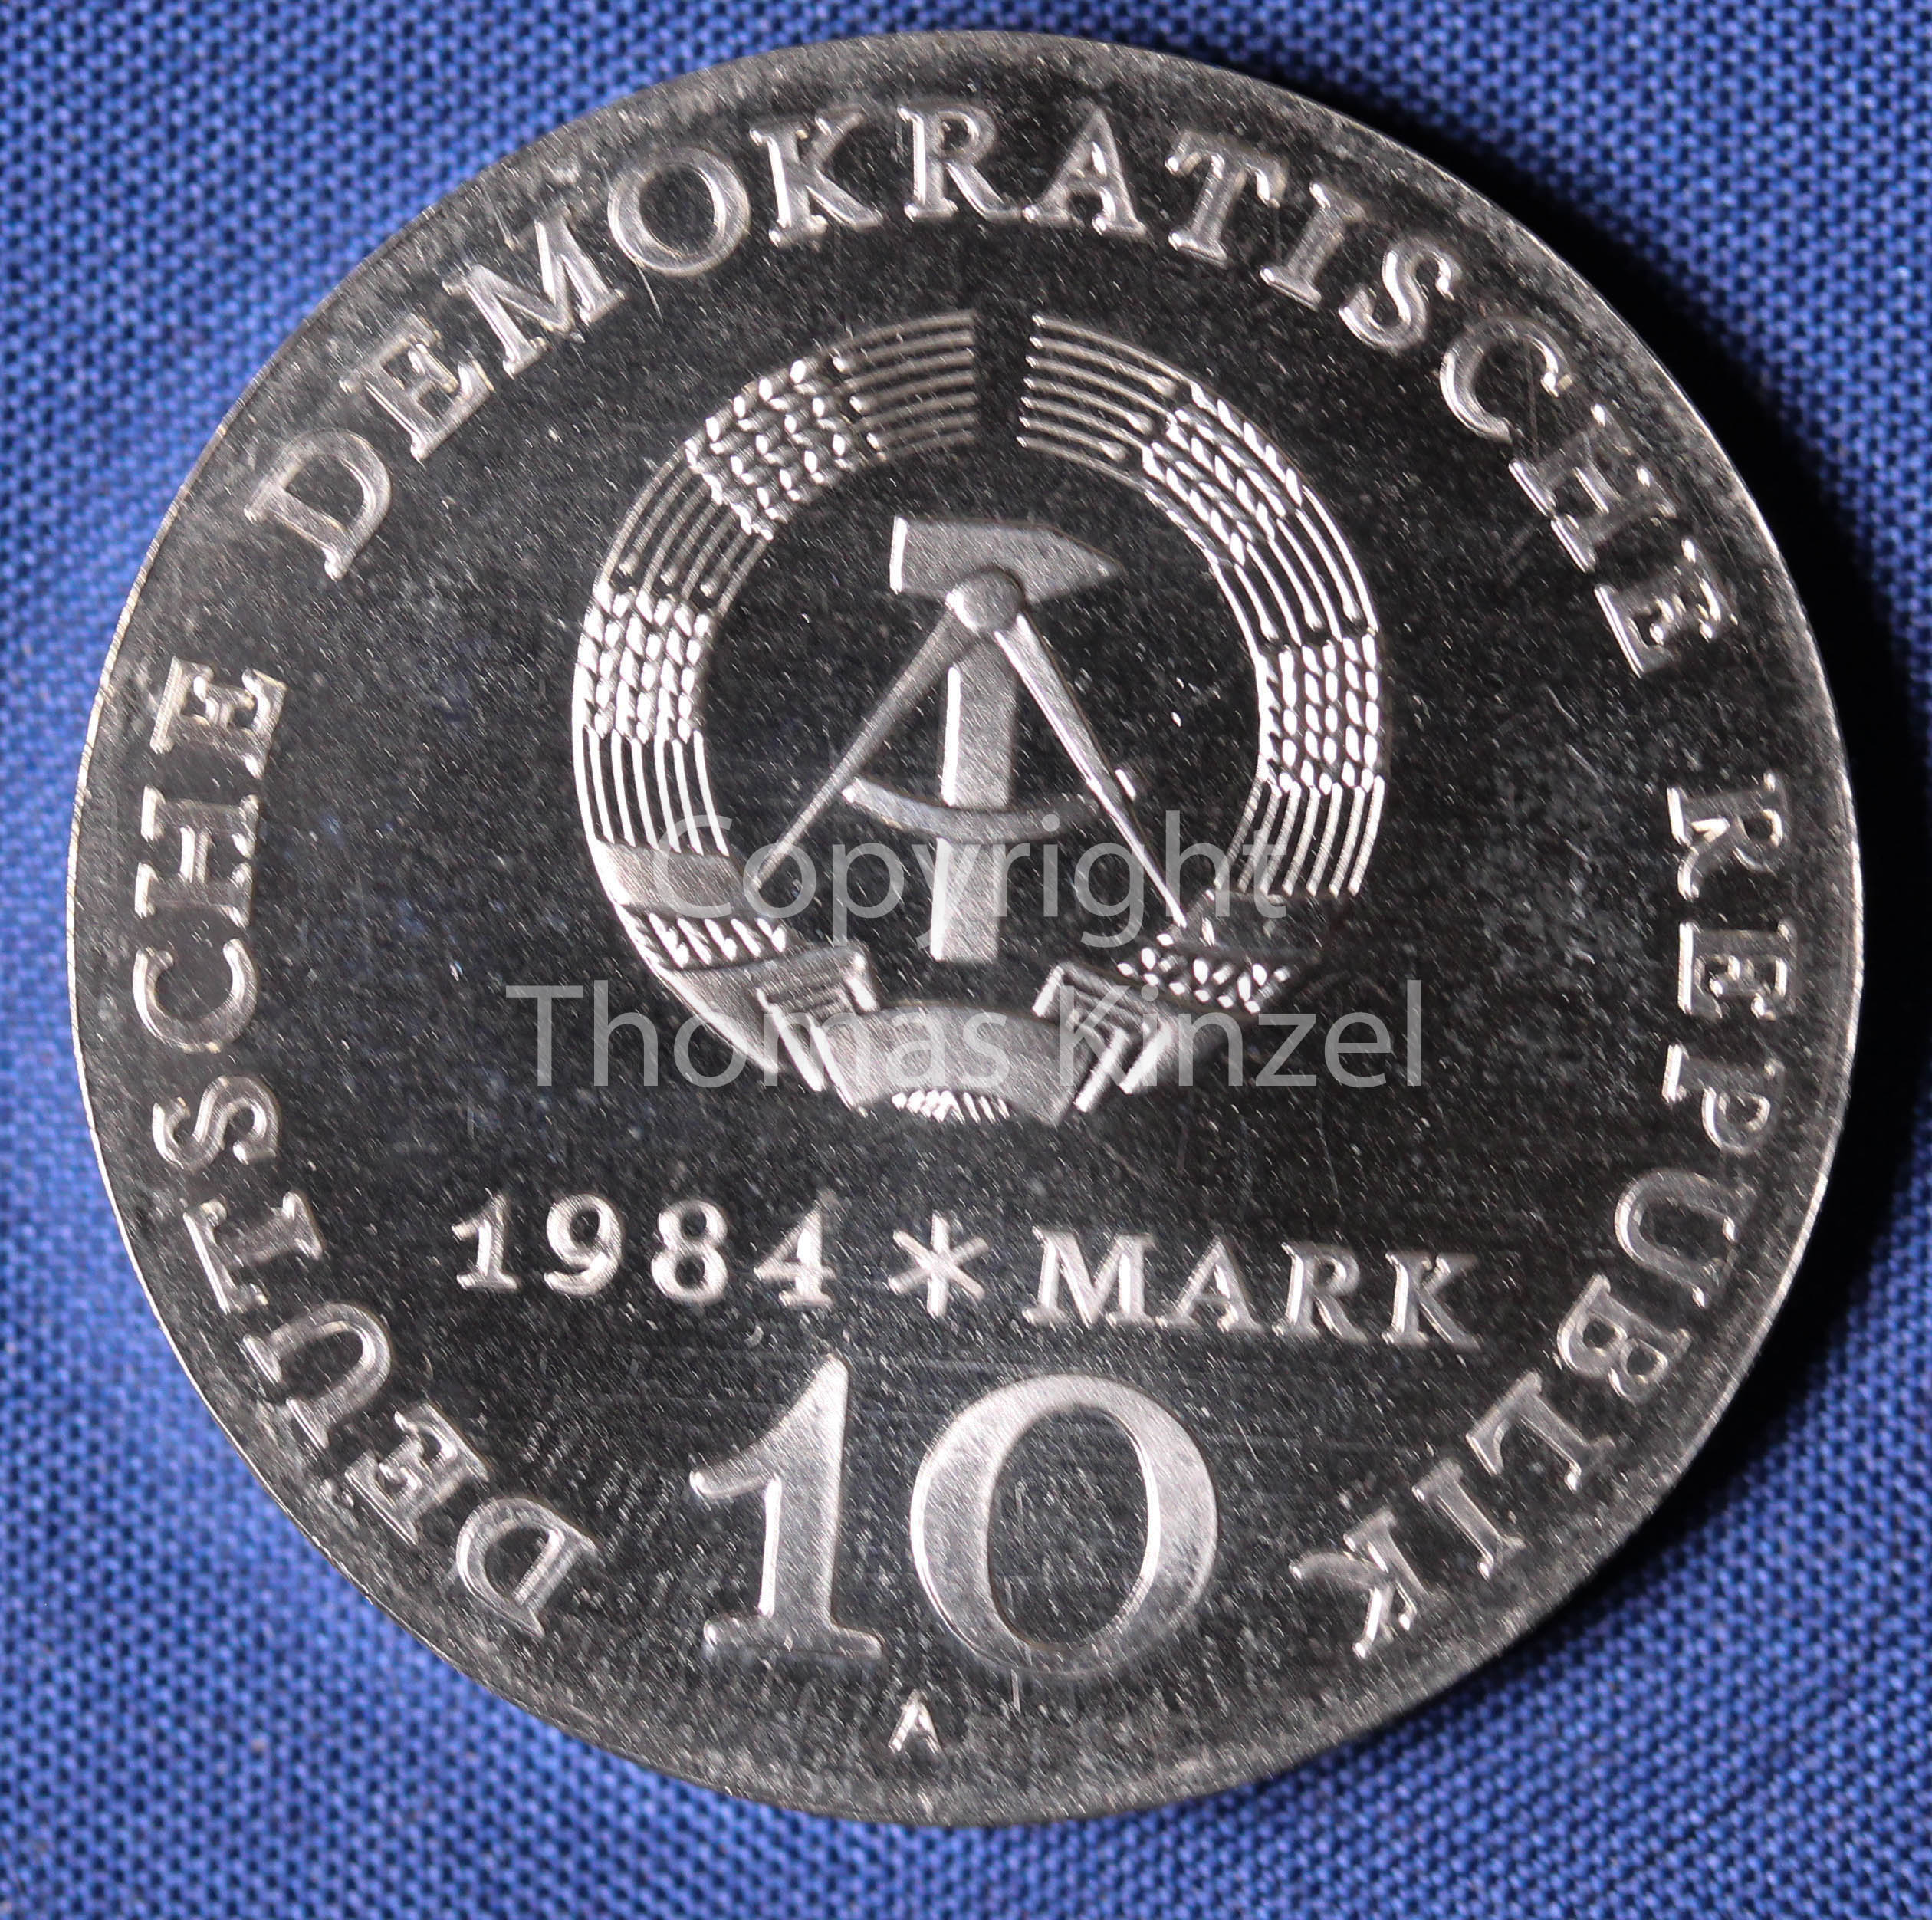 DEUTSCHE DEMOKRATISCHE REPUBLIK
Copyright
Thomas Kinzel
1984 * MARK
10
A